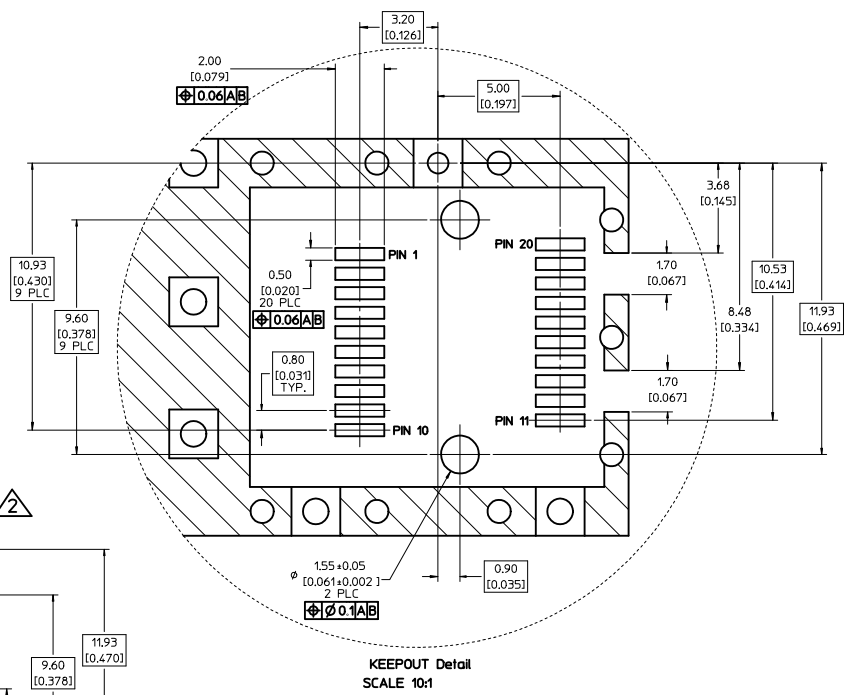 3.20
[0.126]
2.00
[0.079]
⌖ 0.06 A B
5.00
[0.197]
3.68
[0.145]
PIN 1
PIN 20
10.93
[0.430]
9 PLC
0.50
[0.020]
20 PLC
⌖ 0.06 A B
1.70
[0.067]
10.53
[0.414]
9.60
[0.378]
9 PLC
8.48
[0.334]
11.93
[0.469]
0.80
[0.031]
TYP.
1.70
[0.067]
PIN 10
PIN 11
2
1.55±0.05
⌀ [0.061±0.002 ]
2 PLC
⌖ ⌀ 0.1 A B
0.90
[0.035]
11.93
[0.470]
9.60
[0.378]
KEEPOUT Detail
SCALE 10:1